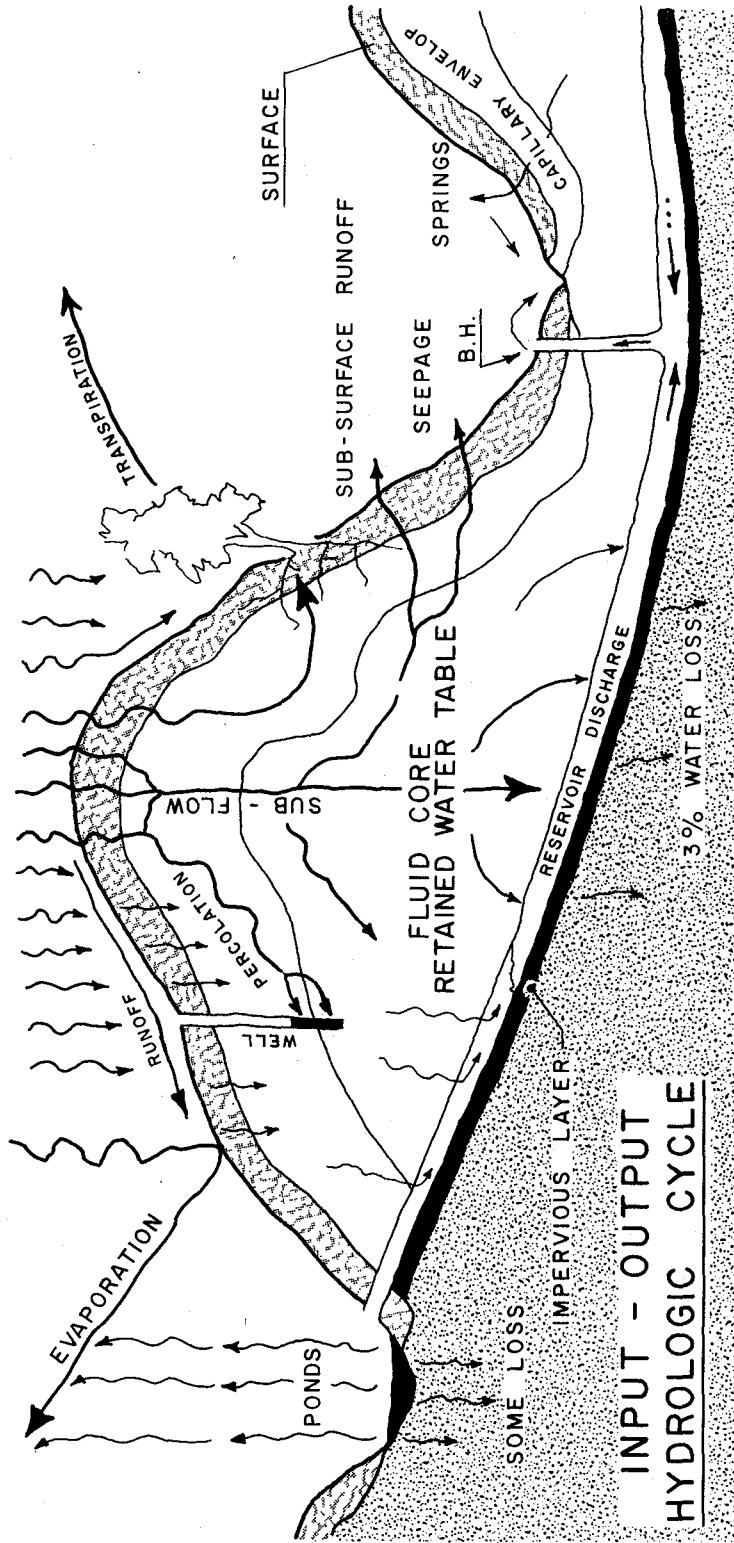 EVAPORATION
PONDS
SOME LOSS
RUNOFF
WELL
PERCOLATION
SUB - FLOW
TRANSPIRATION
SUB-SURFACE RUNOFF
SEEPAGE
B.H.
SPRINGS
SURFACE
CAPILLARY ENVELOP
FLUID CORE
RETAINED WATER TABLE
RESERVOIR DISCHARGE
3% WATER LOSS
IMPERVIOUS LAYER
INPUT - OUTPUT
HYDROLOGIC CYCLE